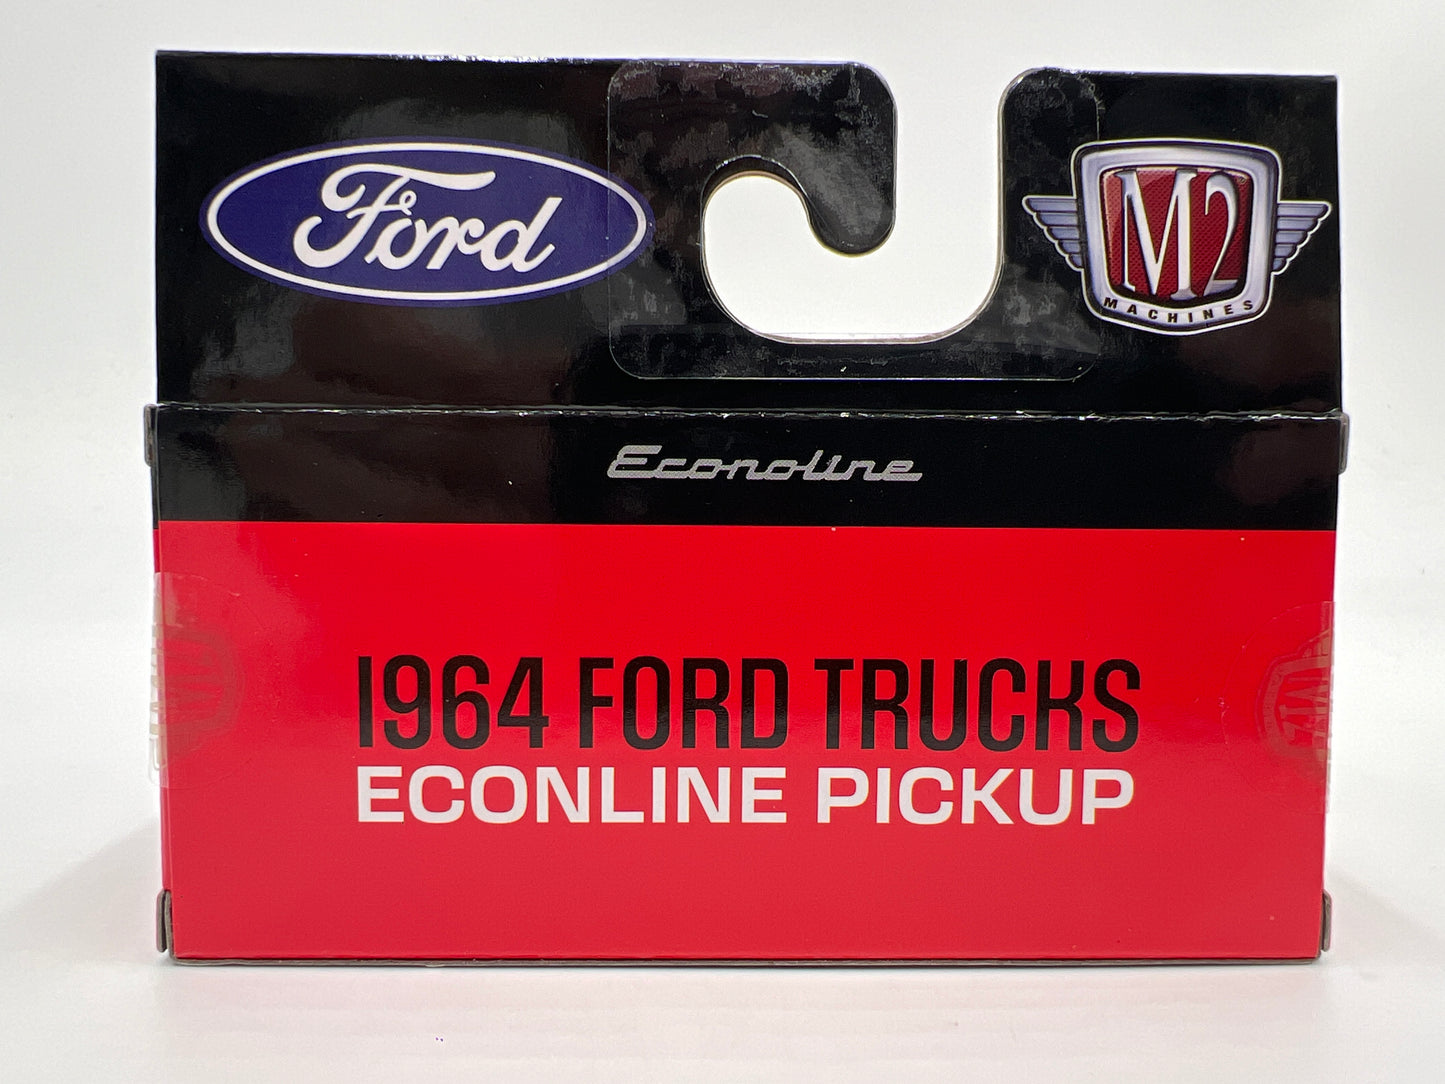 Ford
M2
MACHINES
Econoline
1964 FORD TRUCKS
ECONLINE PICKUP